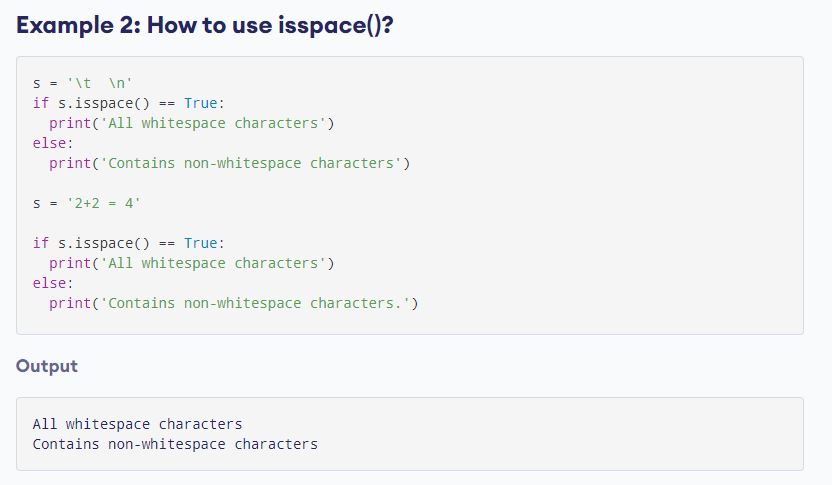 Example 2: How to use isspace()?
s = '\t  \n'
if s.isspace() == True:
  print('All whitespace characters')
else:
  print('Contains non-whitespace characters')
s = '2+2 = 4'
if s.isspace() == True:
  print('All whitespace characters')
else:
  print('Contains non-whitespace characters.')
Output
All whitespace characters
Contains non-whitespace characters